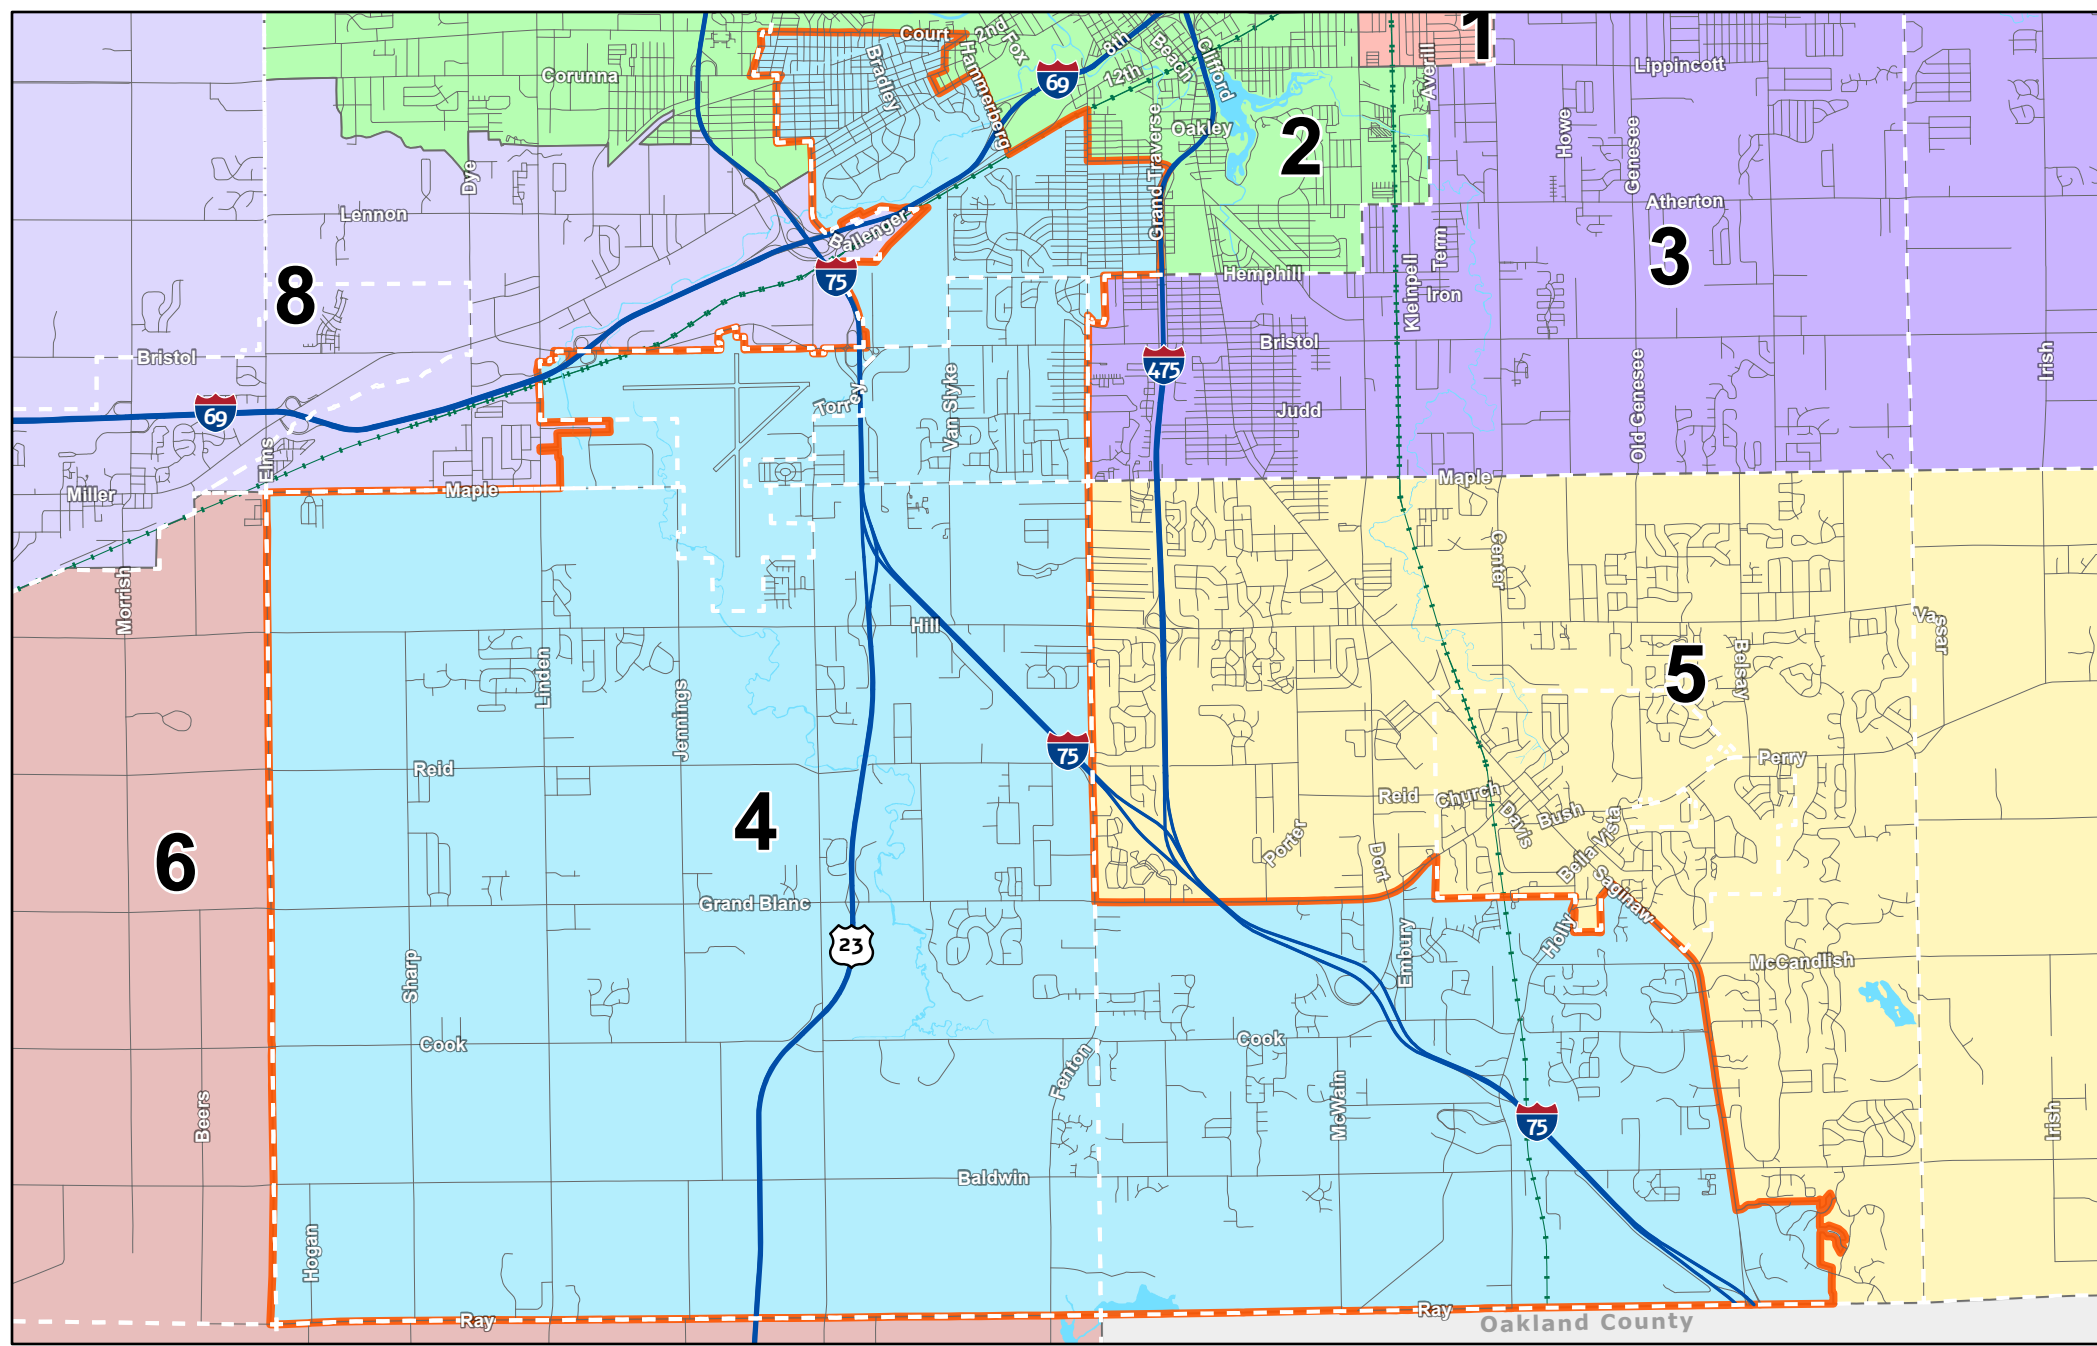 1
Court
2nd
Fox
8th
Beach
Clifford
Averill
Lippincott
Corunna
Bradley
Hammerberg
69
12th
Oakley
Grand Traverse
2
Howe
Genesee
Dye
Lennon
Atherton
Ballenger
8
75
Hemphill
Kleinpell
Term
Iron
3
Bristol
Bristol
475
Irish
69
Torrey
Van Slyke
Judd
Old Genesee
Elms
Miller
Maple
Maple
Morrish
Center
Hill
Vassar
Linden
Jennings
5
Belsay
75
Reid
Perry
4
Reid
Church
Davis
Bush
Bella Vista
Porter
Dort
6
Saginaw
Grand Blanc
23
Sharp
Embury
Holly
McCandlish
Cook
Cook
Fenton
McWain
Beers
75
Irish
Baldwin
Hogan
Ray
Ray
Oakland County